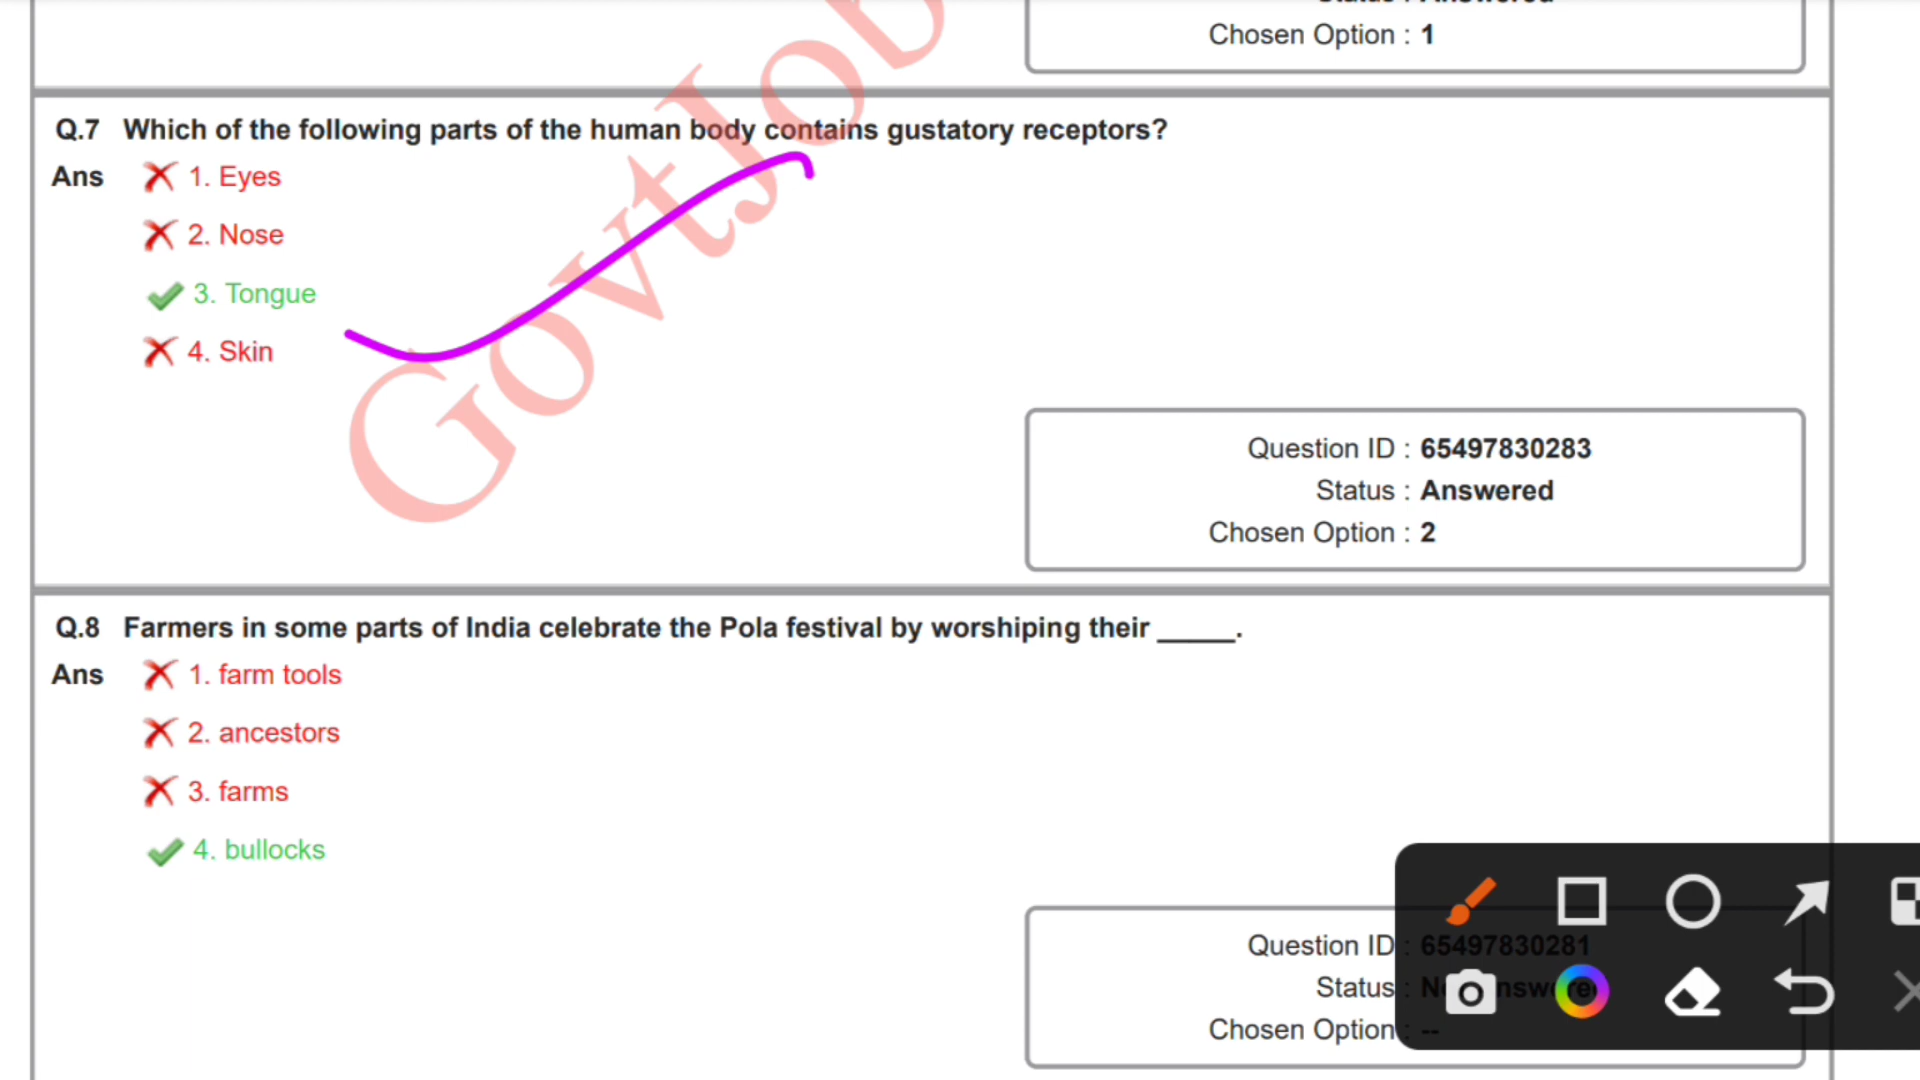 Chosen Option : 1
Q.7 Which of the following parts of the human body contains gustatory receptors?
Ans 1. Eyes
2. Nose
3. Tongue
4. Skin
GovtJob
Question ID : 65497830283
Status : Answered
Chosen Option : 2
Q.8 Farmers in some parts of India celebrate the Pola festival by worshiping their _____.
Ans 1. farm tools
2. ancestors
3. farms
4. bullocks
Question ID : 65497830281
Status :
Chosen Option : --